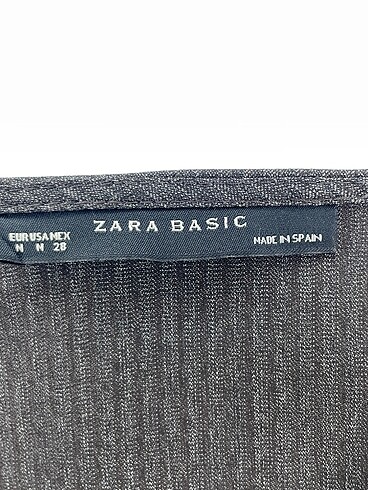 ZARA BASIC
EUR USA MEX
M M 28
MADE IN SPAIN